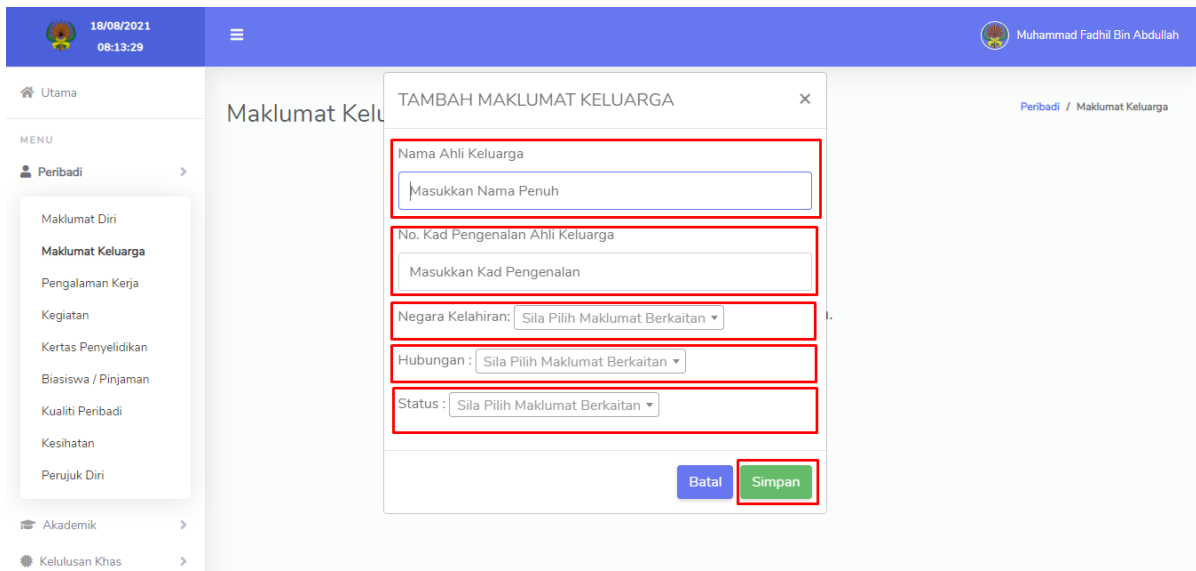 18/08/2021
08:13:29
Muhammad Fadhil Bin Abdullah
Utama
MENU
Peribadi
Maklumat Diri
Maklumat Keluarga
Pengalaman Kerja
Kegiatan
Kertas Penyelidikan
Biasiswa / Pinjaman
Kualiti Peribadi
Kesihatan
Perujuk Diri
Akademik
Kelulusan Khas
Maklumat Kelu
Peribadi / Maklumat Keluarga
TAMBAH MAKLUMAT KELUARGA ×
Nama Ahli Keluarga
Masukkan Nama Penuh
No. Kad Pengenalan Ahli Keluarga
Masukkan Kad Pengenalan
Negara Kelahiran: Sila Pilih Maklumat Berkaitan
Hubungan : Sila Pilih Maklumat Berkaitan
Status : Sila Pilih Maklumat Berkaitan
Batal Simpan